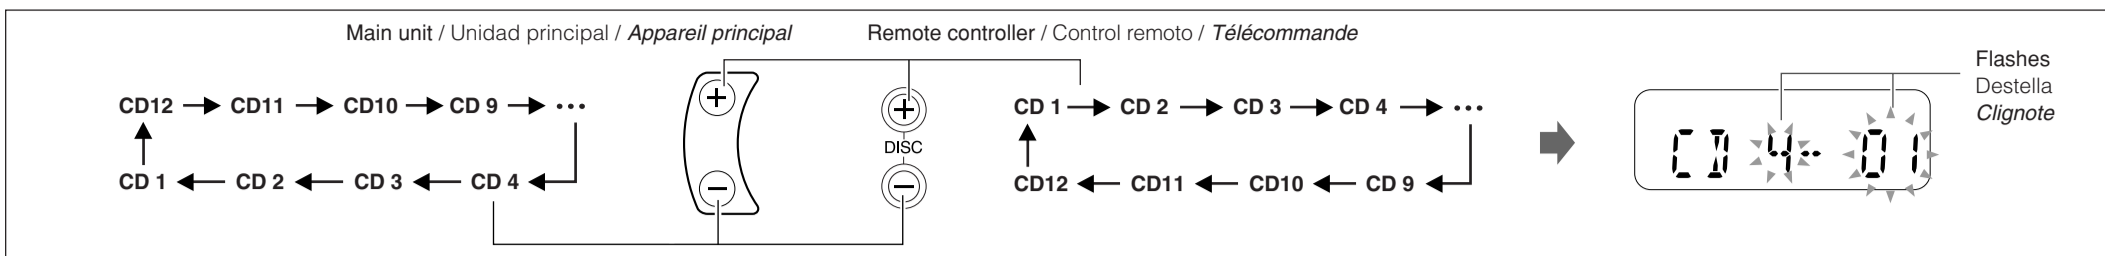 Main unit / Unidad principal / Appareil principal
Remote controller / Control remoto / Télécommande
CD12 → CD11 → CD10 → CD 9 → •••
CD 1 ← CD 2 ← CD 3 ← CD 4
+
−
+
DISC
−
CD 1 → CD 2 → CD 3 → CD 4 → •••
CD12 ← CD11 ← CD10 ← CD 9
CD 4-- 01
Flashes
Destella
Clignote